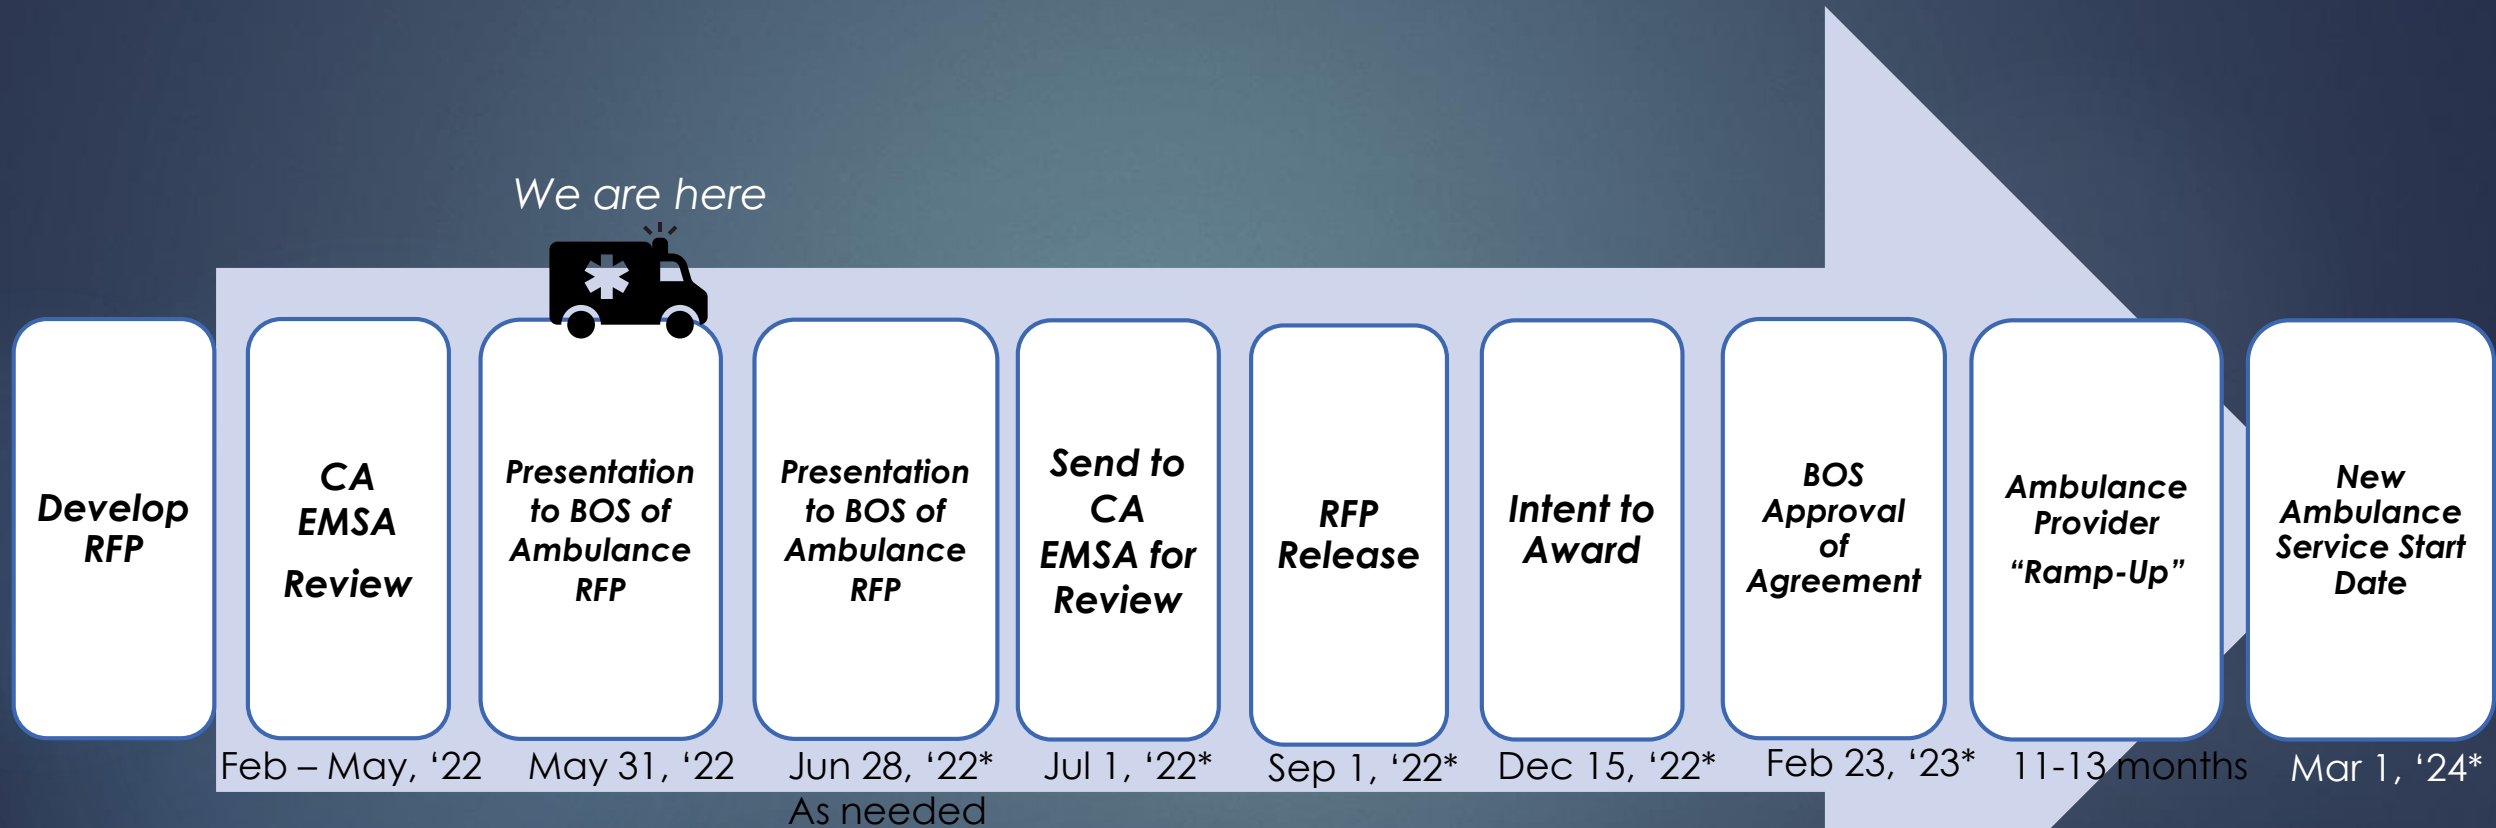 We are here
Develop
RFP
CA
EMSA
Review
Presentation
to BOS of
Ambulance
RFP
Presentation
to BOS of
Ambulance
RFP
Send to
CA
EMSA for
Review
RFP
Release
Intent to
Award
BOS
Approval
of
Agreement
Ambulance
Provider
“Ramp-Up”
New
Ambulance
Service Start
Date
Feb – May, ‘22
May 31, ‘22
Jun 28, ‘22*
As needed
Jul 1, ‘22*
Sep 1, ‘22*
Dec 15, ‘22*
Feb 23, ‘23*
11-13 months
Mar 1, ‘24*